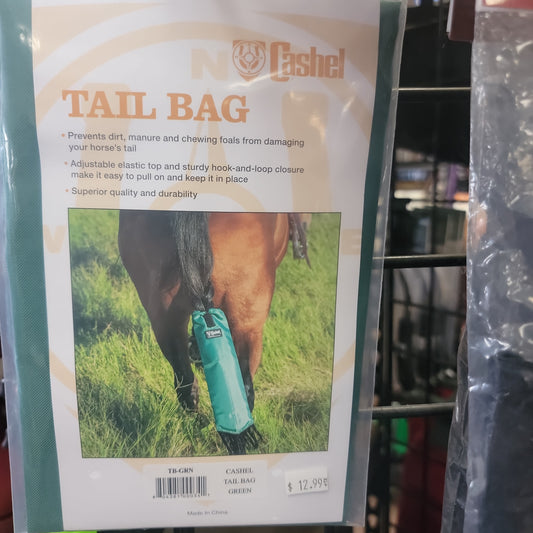 Cashel
TAIL BAG
• Prevents dirt, manure and chewing foals from damaging
your horse's tail
• Adjustable elastic top and sturdy hook-and-loop closure
make it easy to pull on and keep it in place
• Superior quality and durability
TB-GRN
CASHEL
TAIL BAG
GREEN
$ 12.99
Made In China